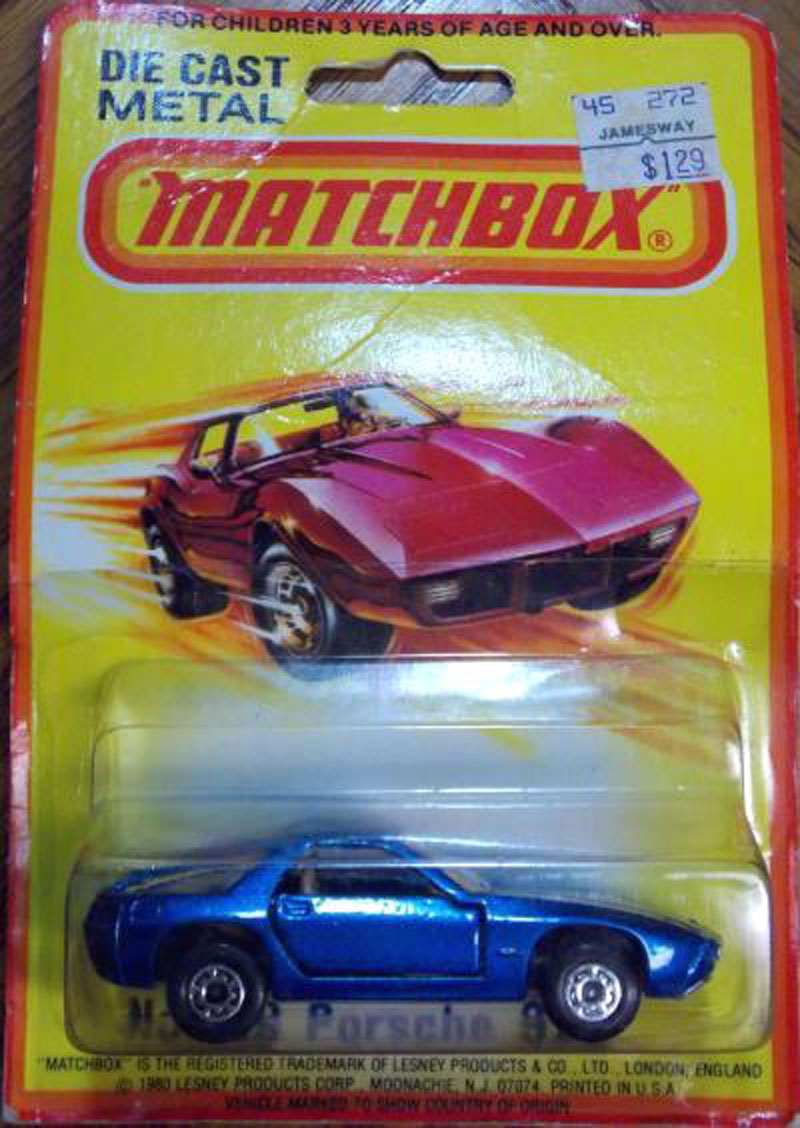 FOR CHILDREN 3 YEARS OF AGE AND OVER.
DIE CAST
METAL
45 272
JAMESWAY
$1.29
"MATCHBOX"®
Porsche
"MATCHBOX" IS THE REGISTERED TRADEMARK OF LESNEY PRODUCTS & CO., LTD., LONDON, ENGLAND
© 1980 LESNEY PRODUCTS CORP., MOONACHIE, N.J. 07074 PRINTED IN U.S.A.
VEHICLE MARKED TO SHOW COUNTRY OF ORIGIN